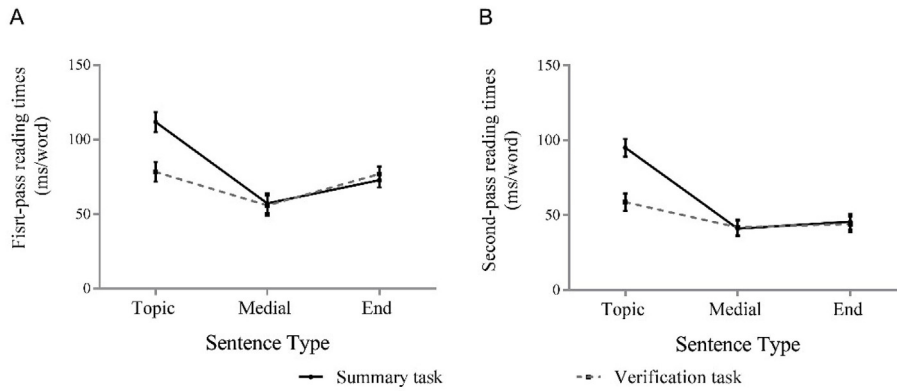 A
Fisrt-pass reading times
(ms/word)
150
100
50
0
Topic Medial End
Sentence Type
B
Second-pass reading times
(ms/word)
150
100
50
0
Topic Medial End
Sentence Type
Summary task Verification task